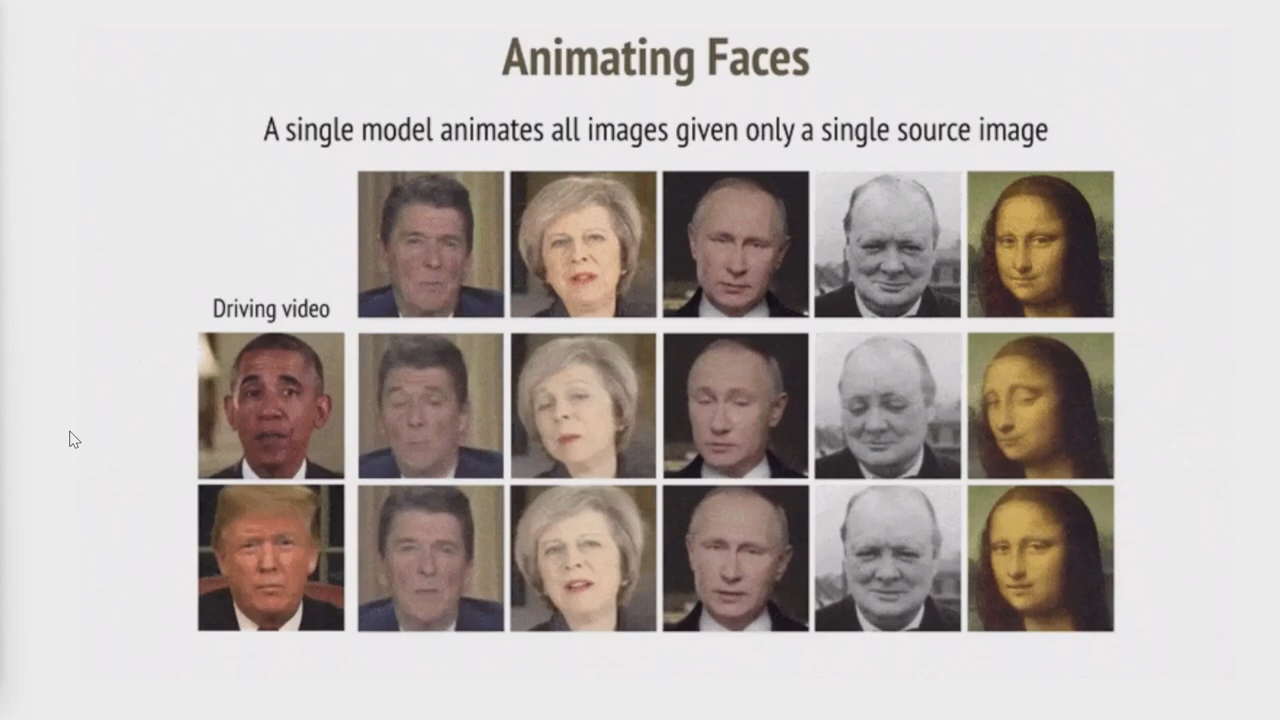 Animating Faces
A single model animates all images given only a single source image
Driving video